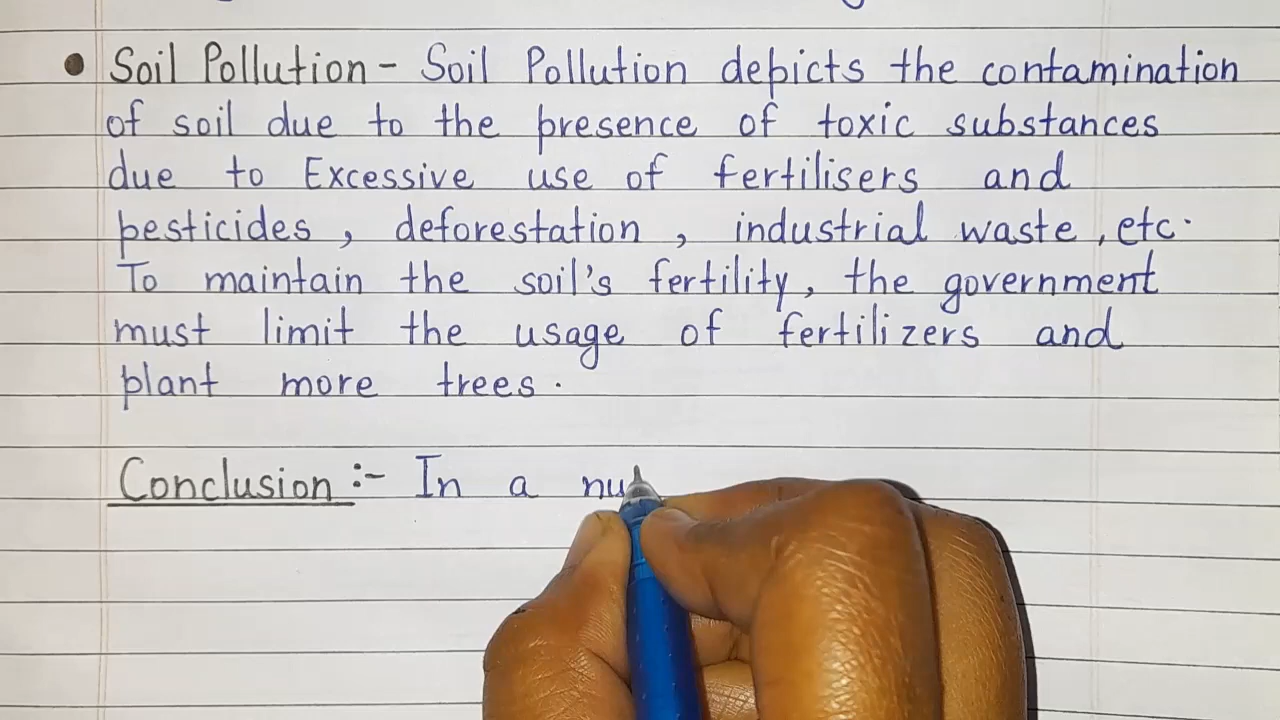 • Soil Pollution - Soil Pollution depicts the contamination
of soil due to the presence of toxic substances
due to Excessive use of fertilisers and
pesticides, deforestation, industrial waste, etc.
To maintain the soil's fertility, the government
must limit the usage of fertilizers and
plant more trees.
Conclusion :- In a nu